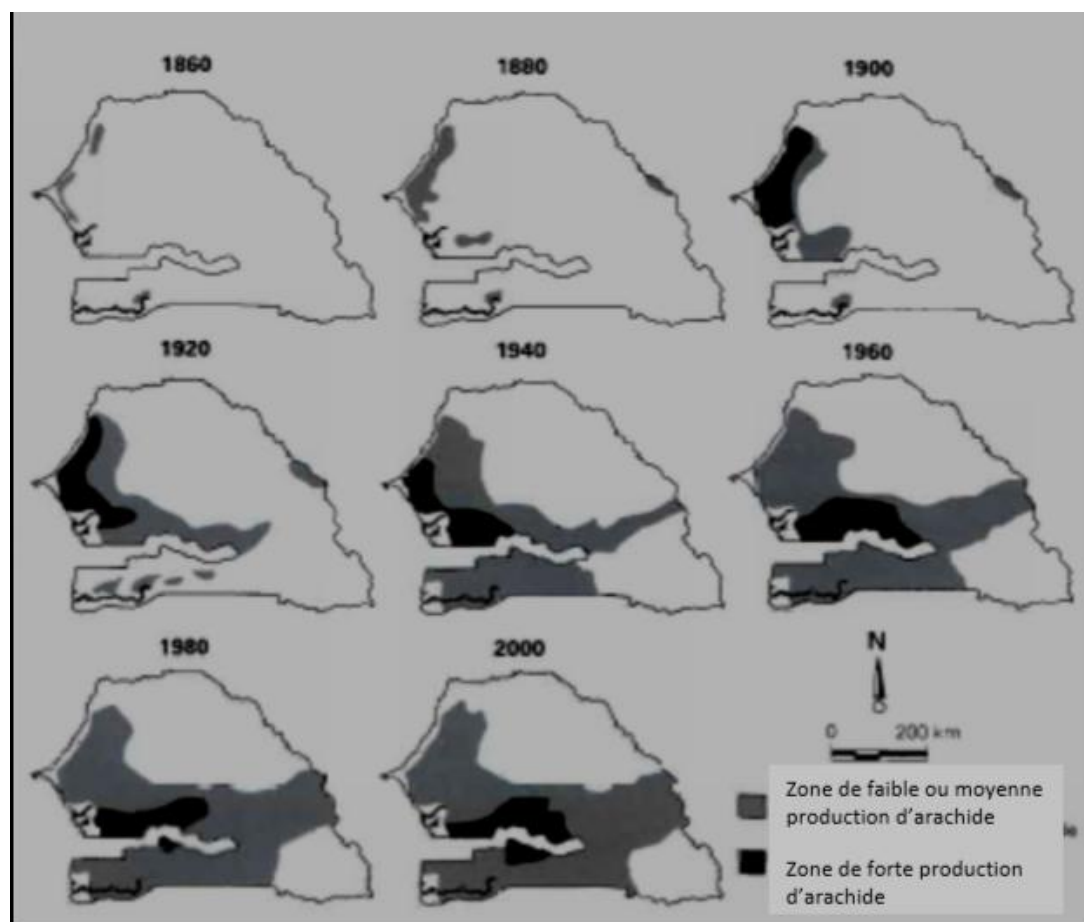 1860
1880
1900
1920
1940
1960
1980
2000
N
0 200 km
Zone de faible ou moyenne
production d’arachide
Zone de forte production
d’arachide